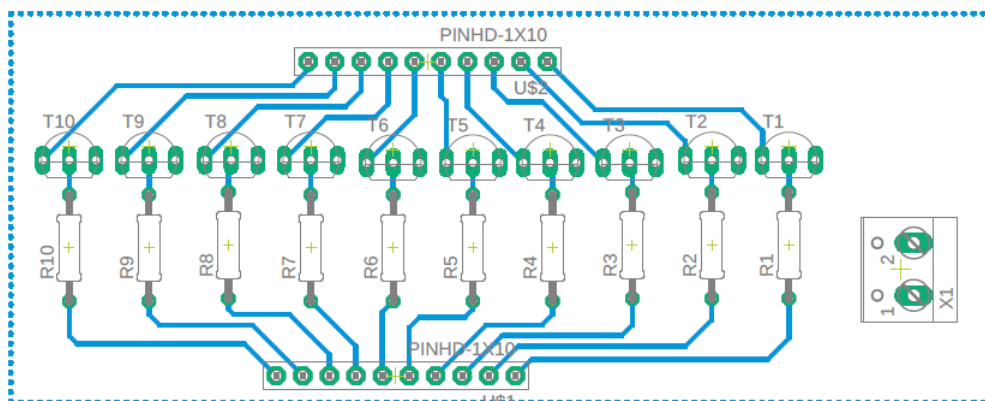 PINHD-1X10
U$2
T10 T9 T8 T7 T6 T5 T4 T3 T2 T1
R10 R9 R8 R7 R6 R5 R4 R3 R2 R1
2
1
X1
PINHD-1X10
U$1